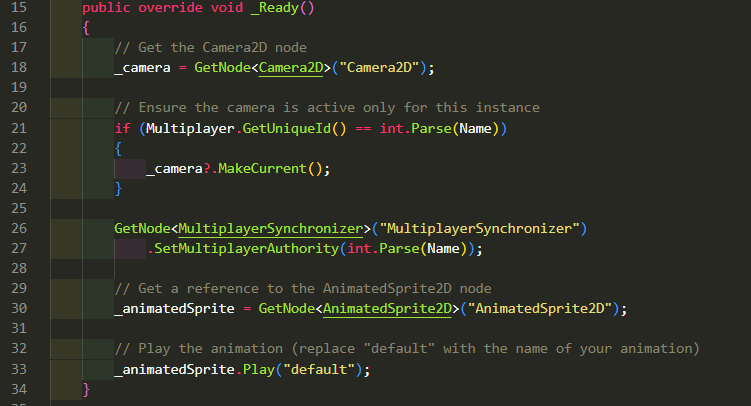 15 public override void _Ready()
16 {
17 // Get the Camera2D node
18 _camera = GetNode<Camera2D>("Camera2D");
19
20 // Ensure the camera is active only for this instance
21 if (Multiplayer.GetUniqueId() == int.Parse(Name))
22 {
23 _camera?.MakeCurrent();
24 }
25
26 GetNode<MultiplayerSynchronizer>("MultiplayerSynchronizer")
27 .SetMultiplayerAuthority(int.Parse(Name));
28
29 // Get a reference to the AnimatedSprite2D node
30 _animatedSprite = GetNode<AnimatedSprite2D>("AnimatedSprite2D");
31
32 // Play the animation (replace "default" with the name of your animation)
33 _animatedSprite.Play("default");
34 }